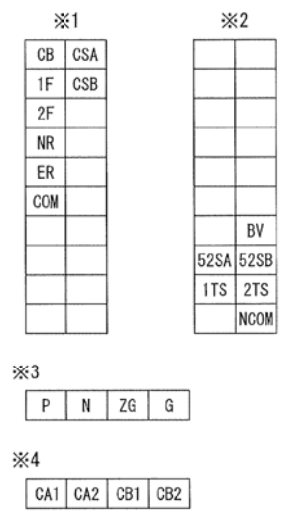 ※1 ※2
CB CSA
1F CSB
2F
NR
ER
COM
BV
52SA 52SB
1TS 2TS
NCOM
※3
P N ZG G
※4
CA1 CA2 CB1 CB2